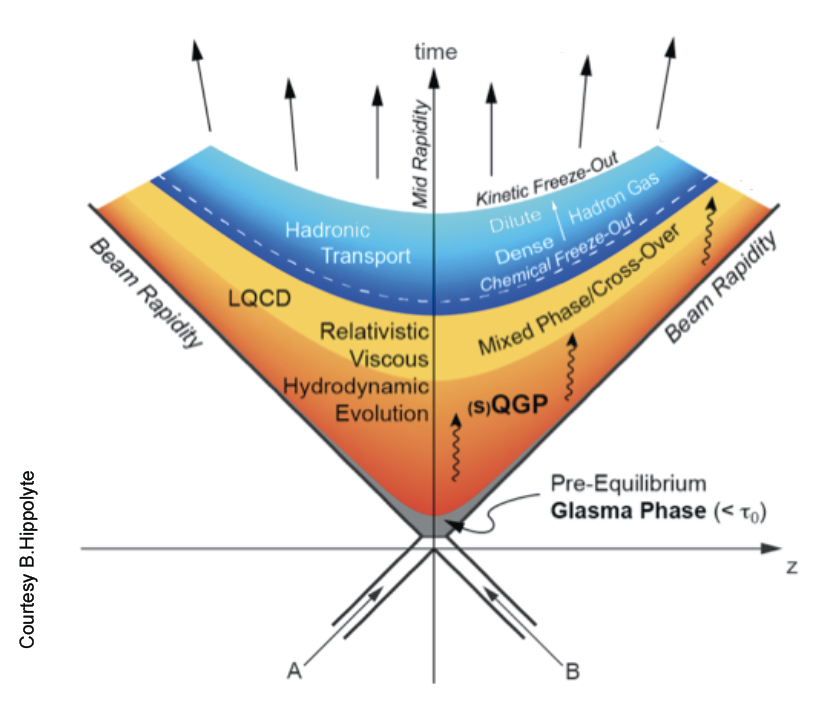 time
Mid Rapidity
Kinetic Freeze-Out
Dilute
Hadron Gas
Dense
Chemical Freeze-Out
Hadronic
Transport
Beam Rapidity
LQCD
Mixed Phase/Cross-Over
Beam Rapidity
Relativistic
Viscous
Hydrodynamic
Evolution
(s)QGP
Pre-Equilibrium
Glasma Phase (< τ₀)
z
A
B
Courtesy B.Hippolyte